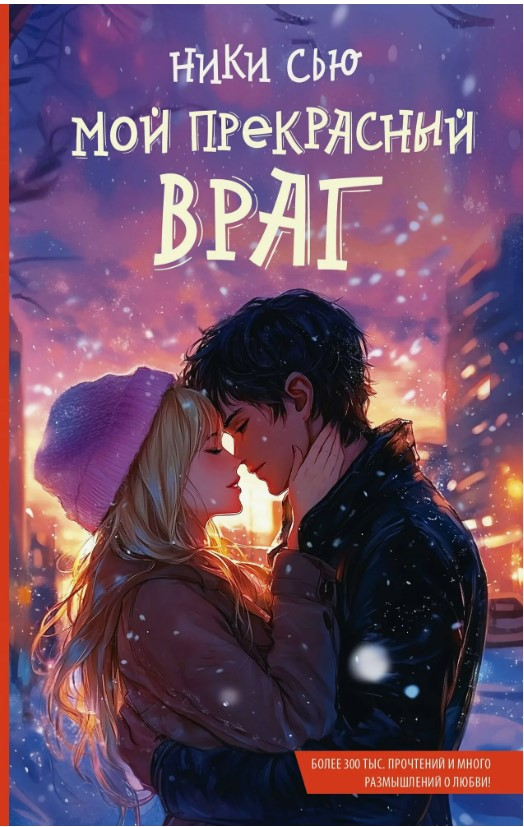 НИКИ СЬЮ
МОЙ ПРЕКРАСНЫЙ
ВРАГ
БОЛЕЕ 300 ТЫС. ПРОЧТЕНИЙ И МНОГО
РАЗМЫШЛЕНИЙ О ЛЮБВИ!